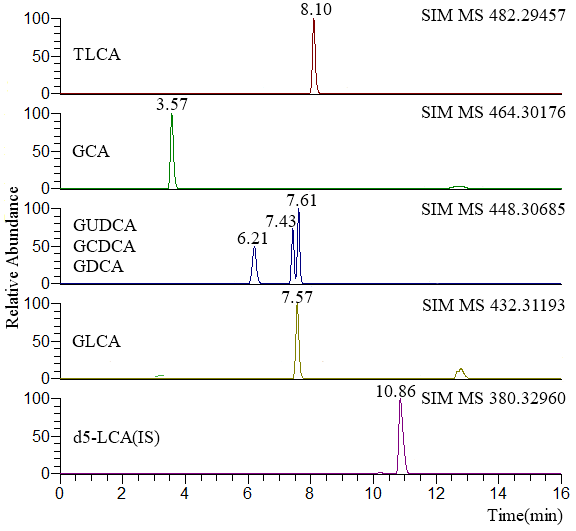 8.10
SIM MS 482.29457
100
TLCA
50
0
3.57
SIM MS 464.30176
100
GCA
50
0
7.61
SIM MS 448.30685
100
7.43
GUDCA
6.21
GCDCA
50
GDCA
0
7.57
SIM MS 432.31193
100
GLCA
50
0
10.86
SIM MS 380.32960
100
d5-LCA(IS)
50
0
Relative Abundance
0 2 4 6 8 10 12 14 16
Time(min)